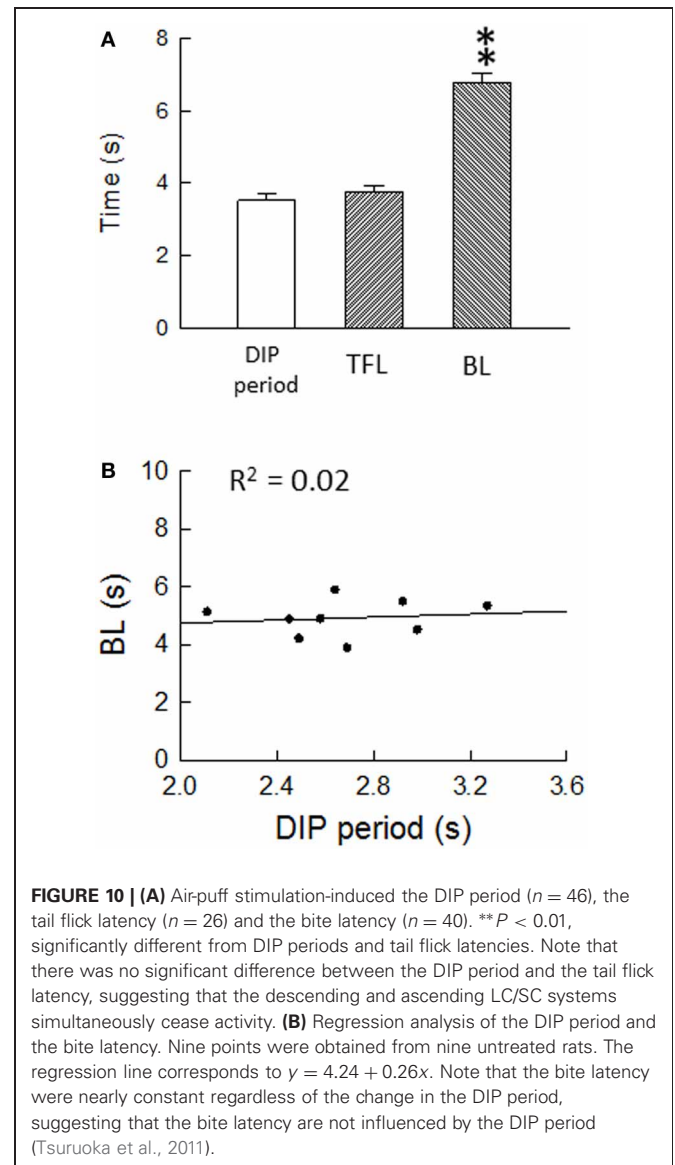 A
8
6
4
2
0
Time (s)
**
DIP
period
TFL
BL
B
R² = 0.02
10
8
6
4
2
0
BL (s)
2.0 2.4 2.8 3.2 3.6
DIP period (s)
FIGURE 10 | (A) Air-puff stimulation-induced the DIP period (n = 46), the
tail flick latency (n = 26) and the bite latency (n = 40). **P < 0.01,
significantly different from DIP periods and tail flick latencies. Note that
there was no significant difference between the DIP period and the tail flick
latency, suggesting that the descending and ascending LC/SC systems
simultaneously cease activity. (B) Regression analysis of the DIP period and
the bite latency. Nine points were obtained from nine untreated rats. The
regression line corresponds to y = 4.24 + 0.26x. Note that the bite latency
were nearly constant regardless of the change in the DIP period,
suggesting that the bite latency are not influenced by the DIP period
(Tsuruoka et al., 2011).